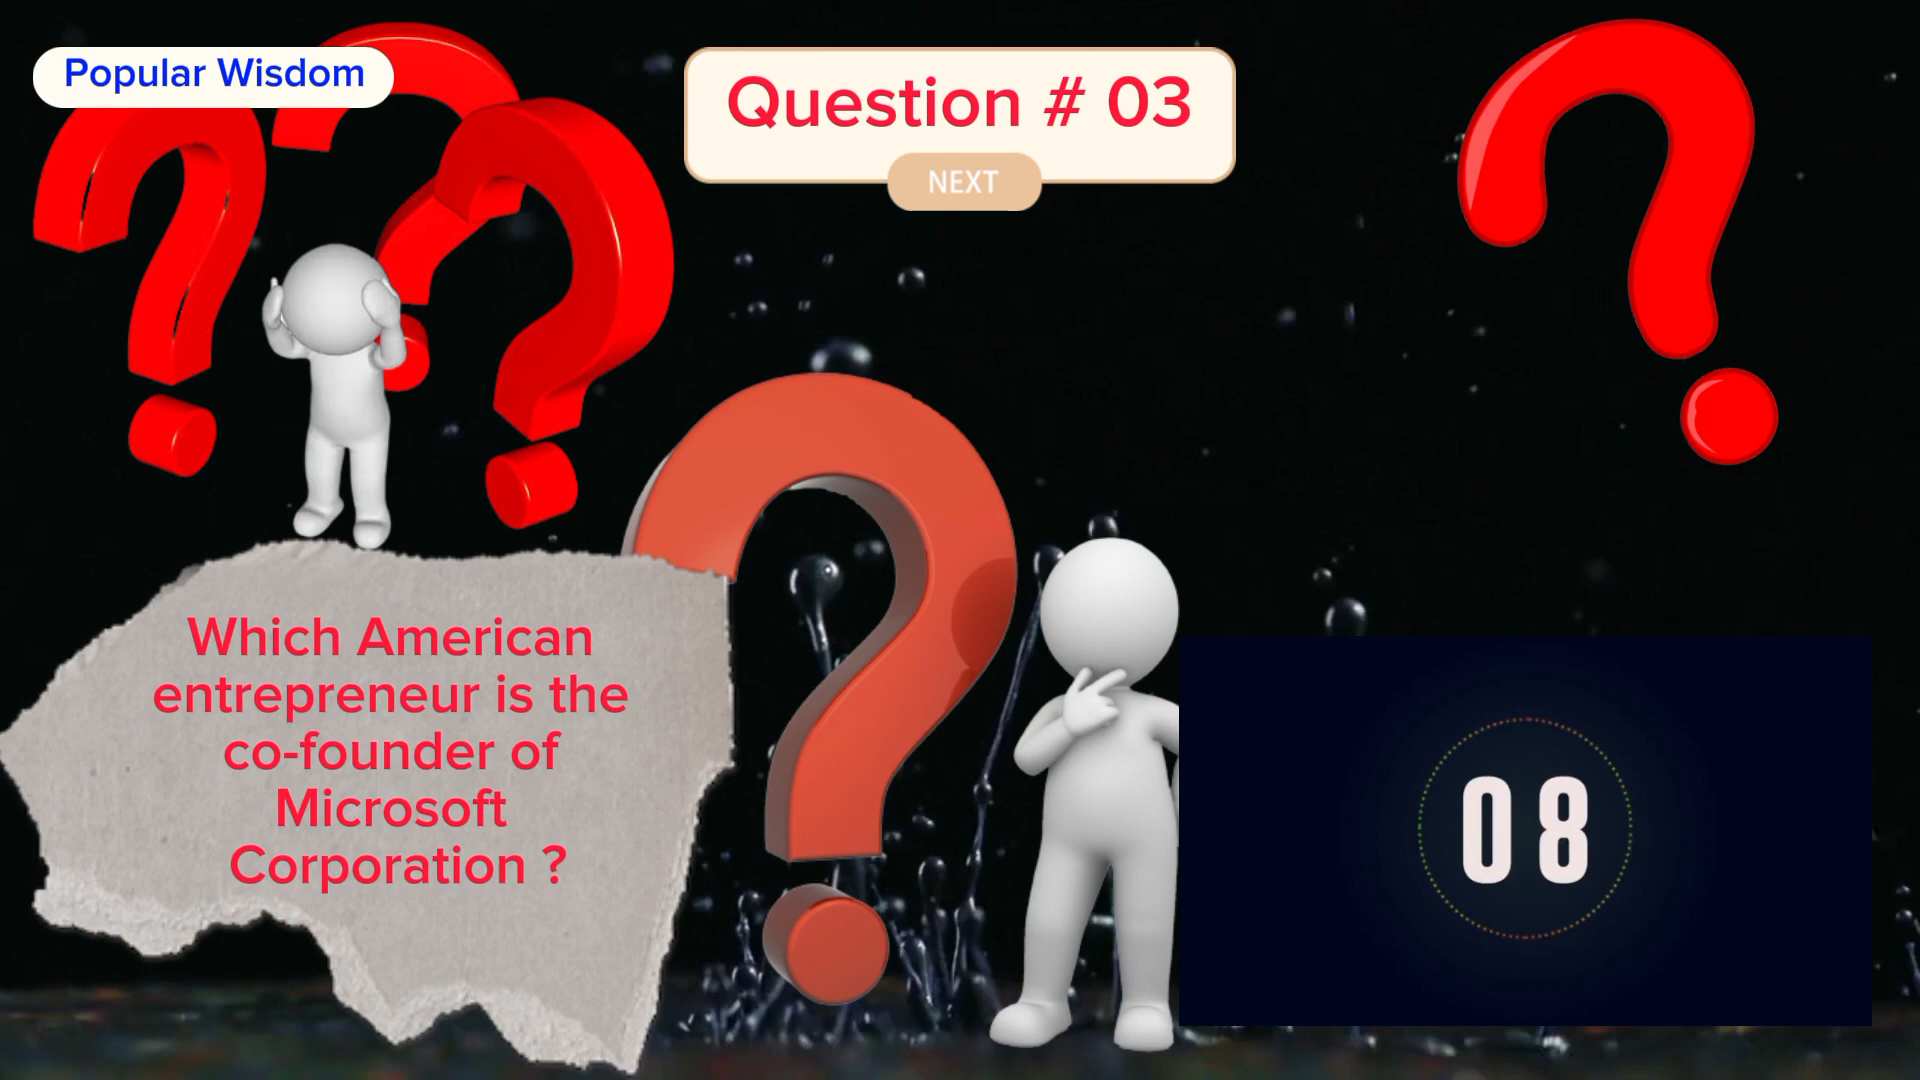 Popular Wisdom
Question # 03
NEXT
Which American
entrepreneur is the
co-founder of
Microsoft
Corporation ?
08